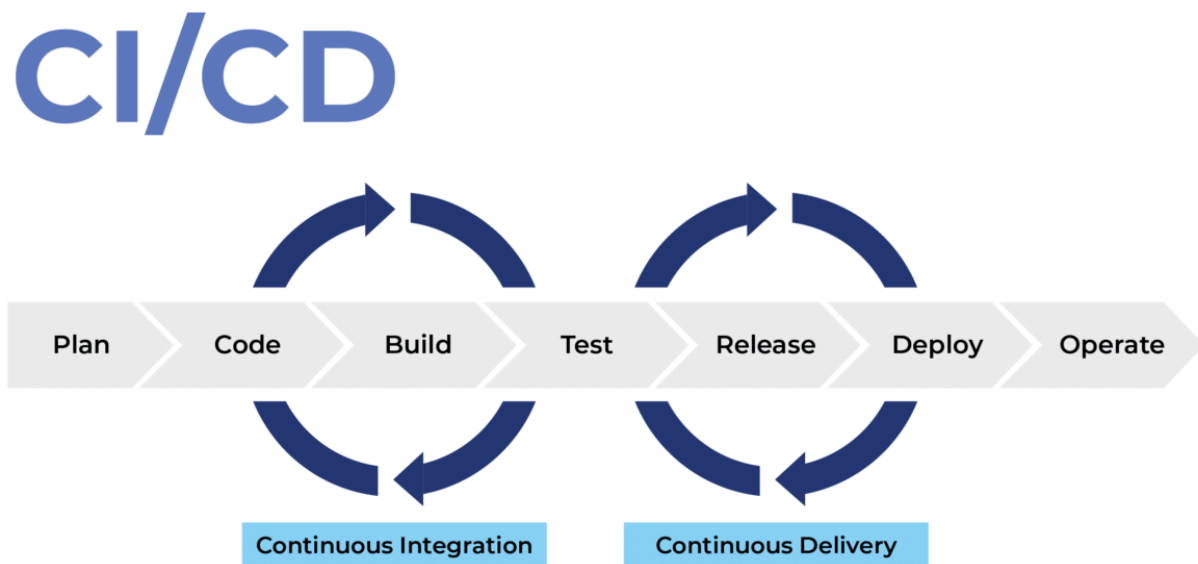 CI/CD
Plan Code Build Test Release Deploy Operate
Continuous Integration Continuous Delivery